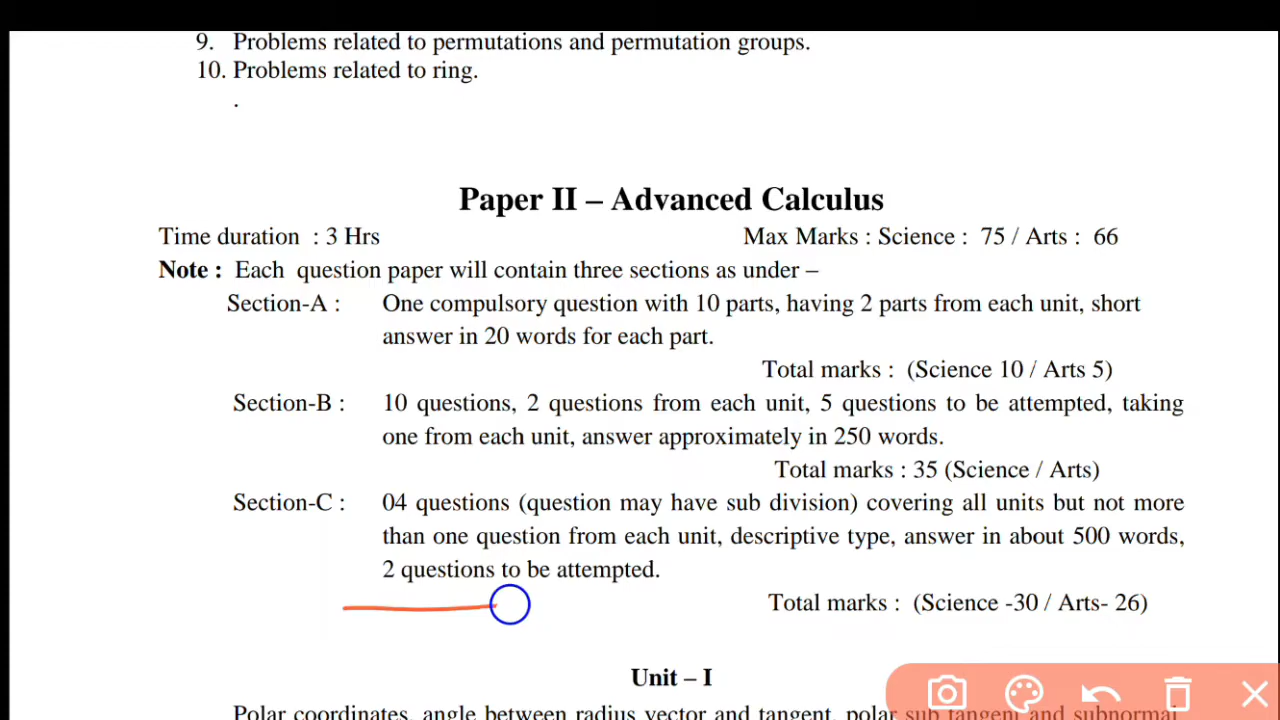 9. Problems related to permutations and permutation groups.
10. Problems related to ring.
.
Paper II – Advanced Calculus
Time duration : 3 Hrs Max Marks : Science : 75 / Arts : 66
Note : Each question paper will contain three sections as under –
Section-A : One compulsory question with 10 parts, having 2 parts from each unit, short
answer in 20 words for each part.
Total marks : (Science 10 / Arts 5)
Section-B : 10 questions, 2 questions from each unit, 5 questions to be attempted, taking
one from each unit, answer approximately in 250 words.
Total marks : 35 (Science / Arts)
Section-C : 04 questions (question may have sub division) covering all units but not more
than one question from each unit, descriptive type, answer in about 500 words,
2 questions to be attempted.
Total marks : (Science -30 / Arts- 26)
Unit – I
Polar coordinates, angle between radius vector and tangent, polar sub tangent and subnormal